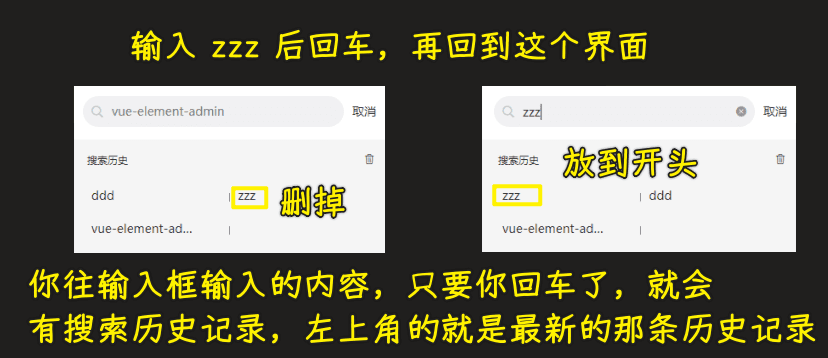 输入 zzz 后回车，再回到这个界面
vue-element-admin 取消
搜索历史
ddd zzz 删掉
vue-element-ad...
zzz 取消
搜索历史 放到开头
zzz ddd
vue-element-ad...
你往输入框输入的内容，只要你回车了，就会
有搜索历史记录，左上角的就是最新的那条历史记录